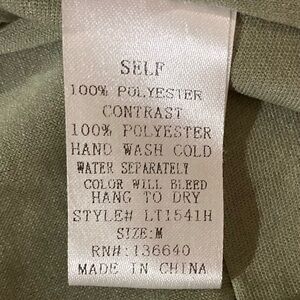 SELF
100% POLYESTER
CONTRAST
100% POLYESTER
HAND WASH COLD
WATER SEPARATELY
COLOR WILL BLEED
HANG TO DRY
STYLE# LT1541H
SIZE:M
RN#:136640
MADE IN CHINA